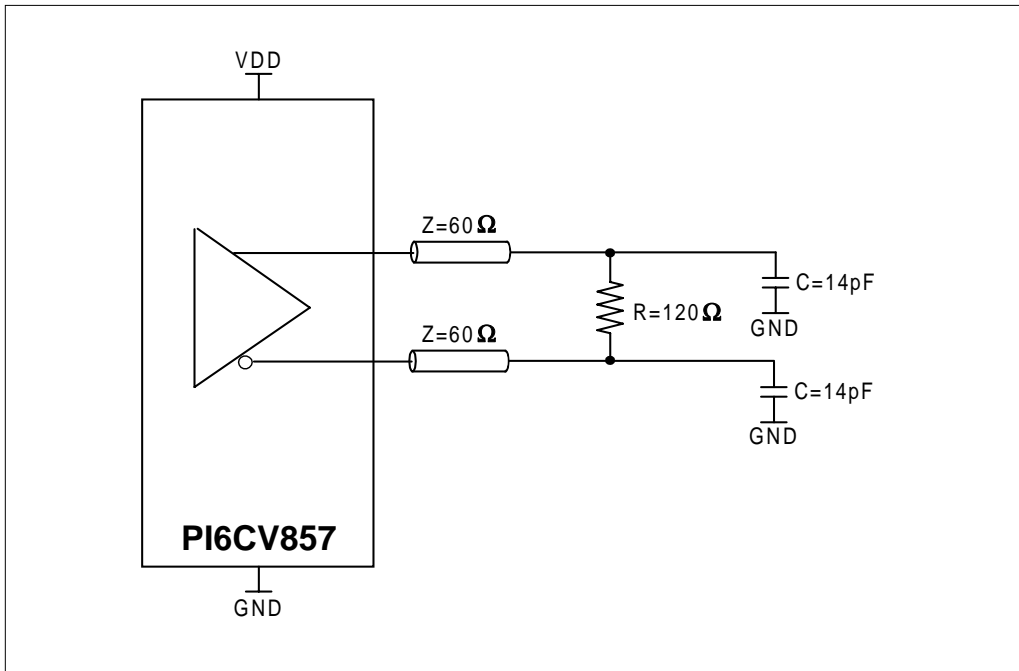 VDD
Z=60Ω
C=14pF
R=120Ω
GND
Z=60Ω
C=14pF
GND
PI6CV857
GND